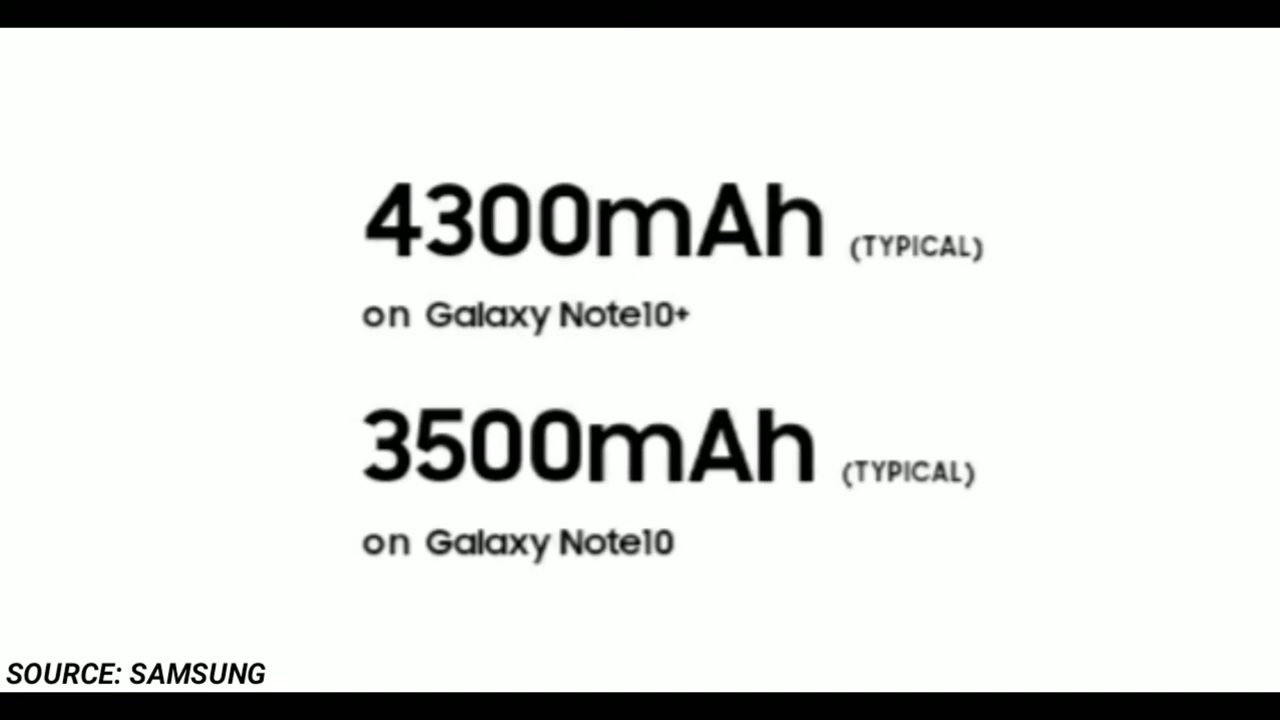 4300mAh (TYPICAL)
on Galaxy Note10+
3500mAh (TYPICAL)
on Galaxy Note10
SOURCE: SAMSUNG